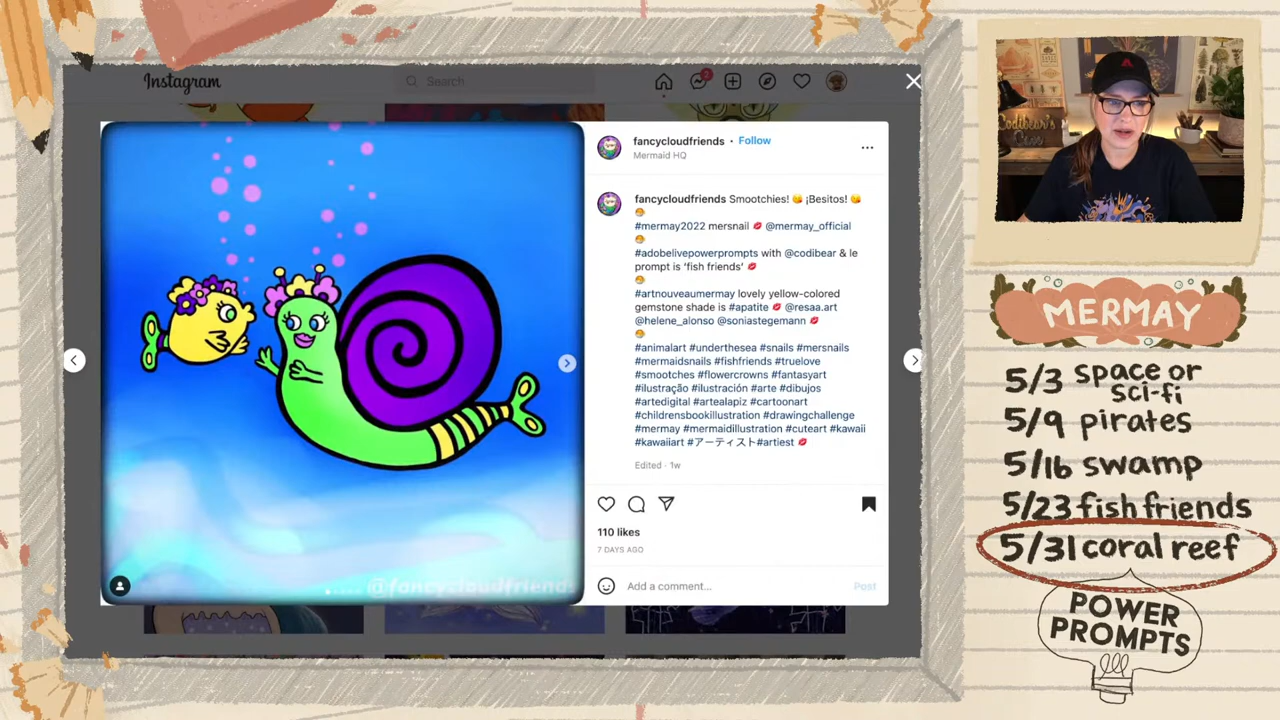 Instagram
Search
2
fancycloudfriends • Follow
Mermaid HQ
fancycloudfriends Smootchies! 😚 ¡Besitos! 😚
#mermay2022 mersnail 💋 @mermay_official
#adobelivepowerprompts with @codibear & le
prompt is ‘fish friends’ 💋
#artnouveaumermay lovely yellow-colored
gemstone shade is #apatite 💋 @resaa.art
@helene_alonso @soniastegemann 💋
#animalart #underthesea #snails #mersnails
#mermaidsnails #fishfriends #truelove
#smootches #flowercrowns #fantasyart
#ilustração #ilustración #arte #dibujos
#artedigital #artealapiz #cartoonart
#childrensbookillustration #drawingchallenge
#mermay #mermaidillustration #cuteart #kawaii
#kawaiiart #アーティスト#artiest 💋
Edited · 1w
110 likes
7 DAYS AGO
Add a comment...
Post
@fancycloudfriends
MERMAY
5/3 space or
sci-fi
5/9 pirates
5/16 swamp
5/23 fish friends
5/31 coral reef
POWER
PROMPTS